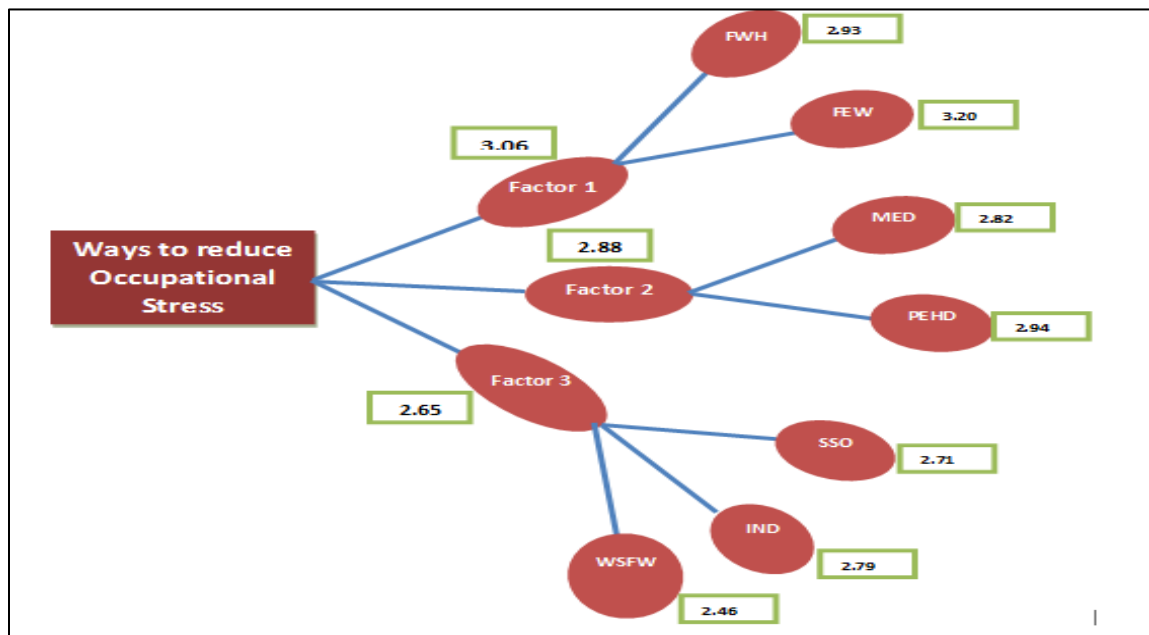 FWH
2.93
FEW
3.20
3.06
Factor 1
MED
2.82
Ways to reduce
Occupational
Stress
2.88
Factor 2
PEHD
2.94
Factor 3
2.65
SSO
2.71
IND
2.79
WSFW
2.46